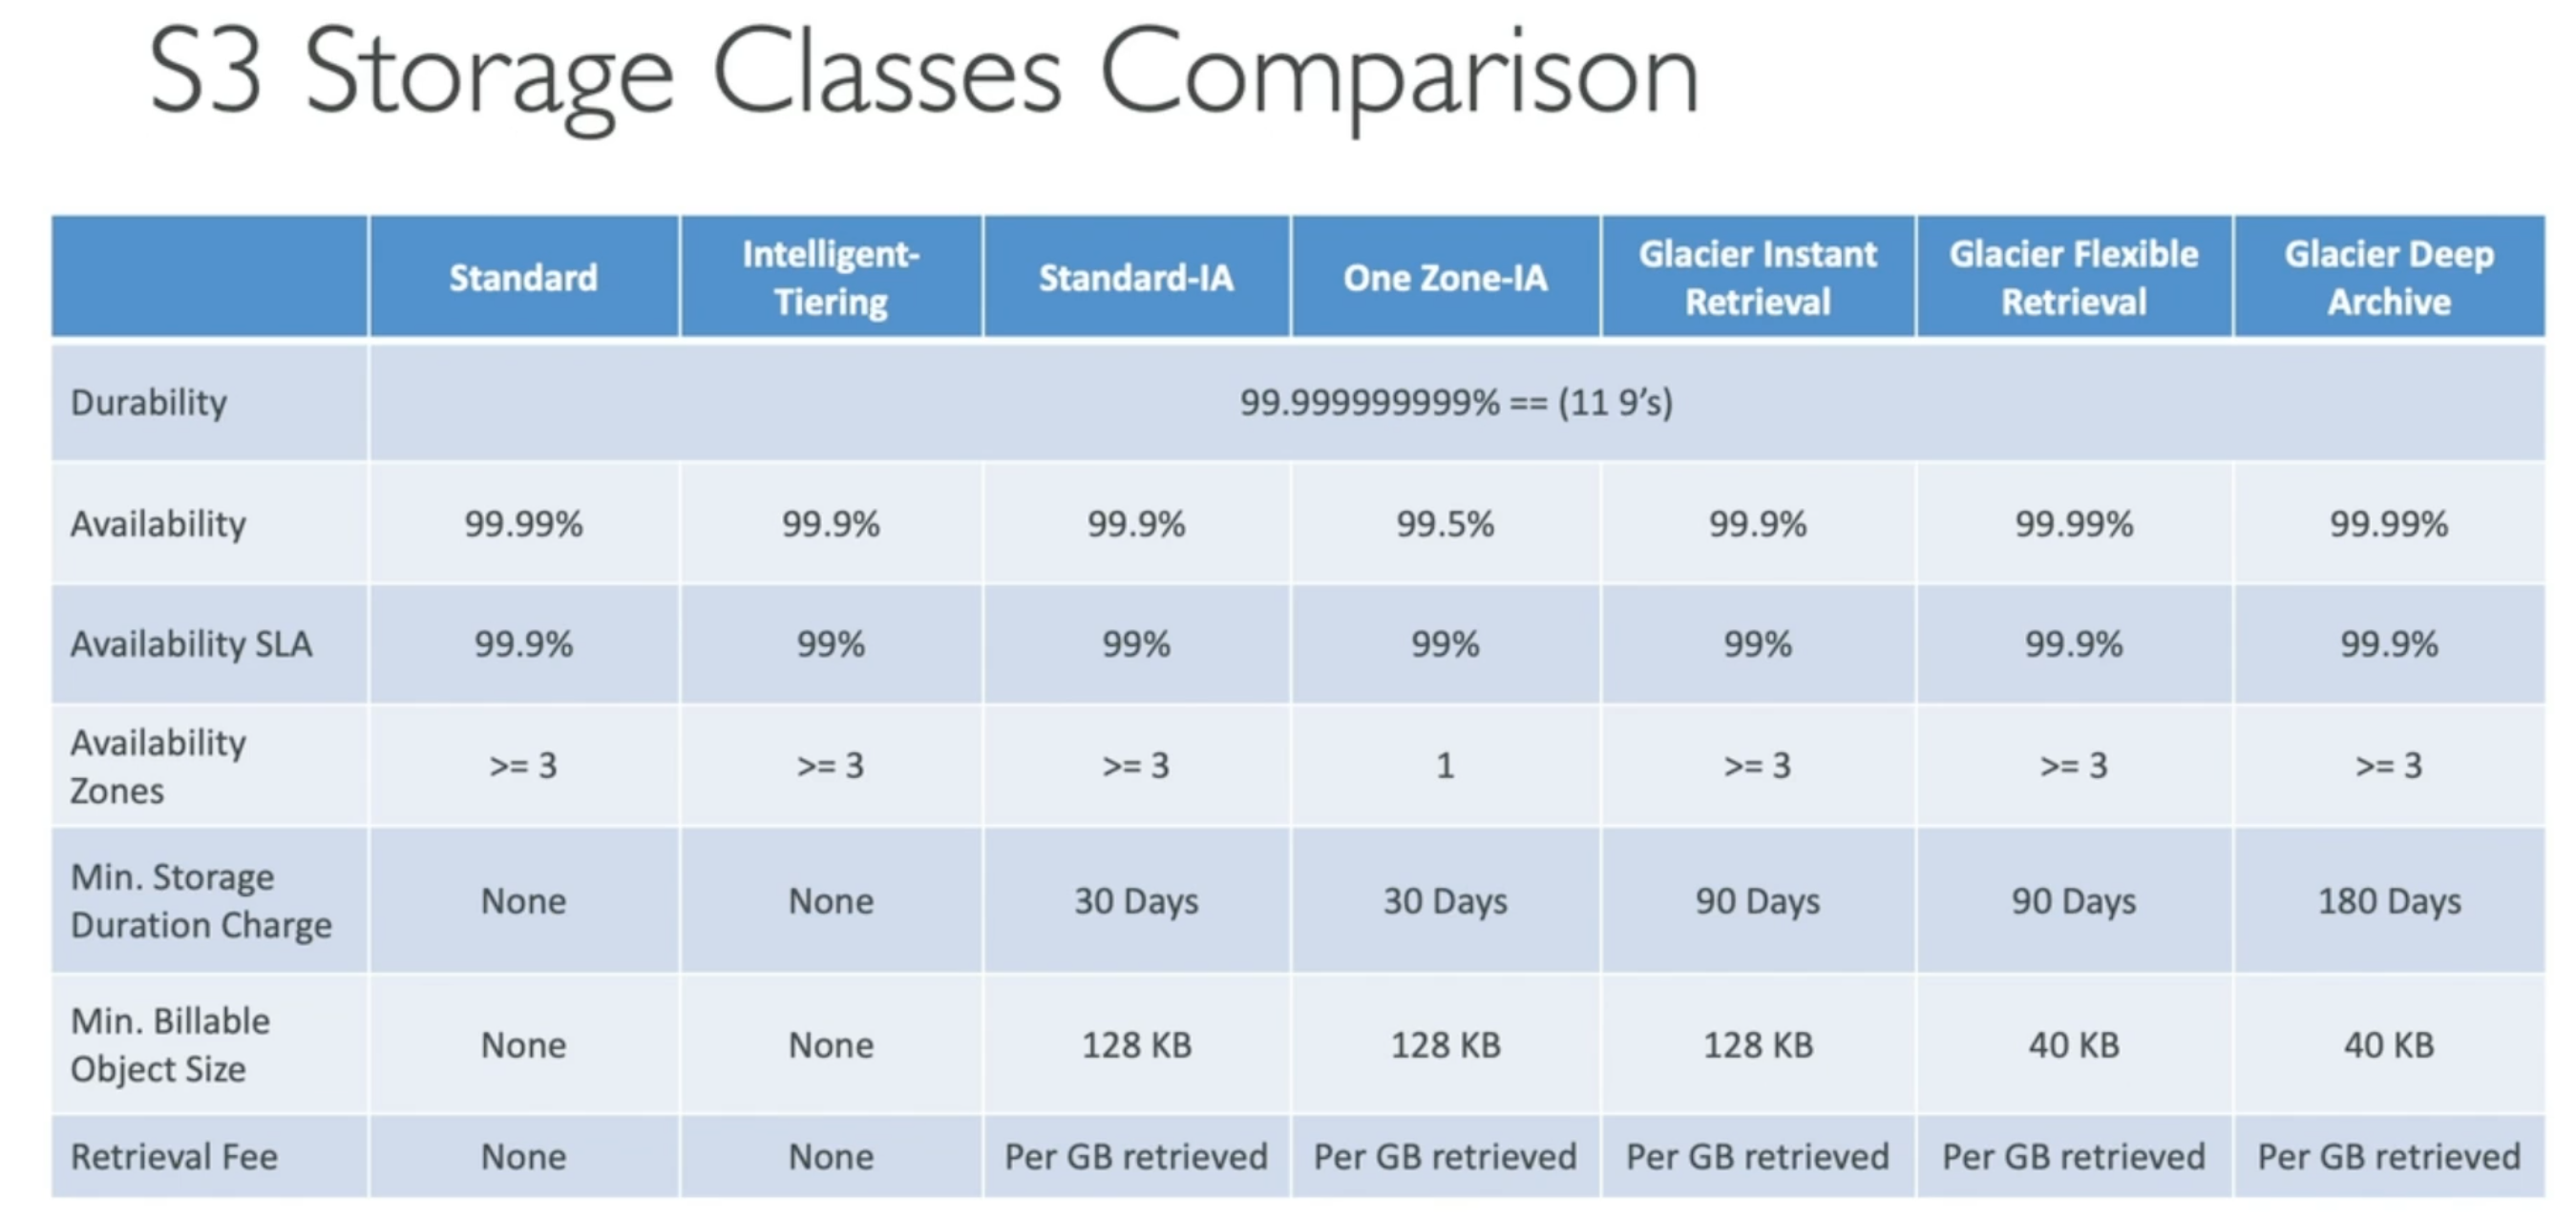 S3 Storage Classes Comparison
Standard
Intelligent-
Tiering
Standard-IA
One Zone-IA
Glacier Instant
Retrieval
Glacier Flexible
Retrieval
Glacier Deep
Archive
Durability
99.999999999% == (11 9’s)
Availability
99.99%
99.9%
99.9%
99.5%
99.9%
99.99%
99.99%
Availability SLA
99.9%
99%
99%
99%
99%
99.9%
99.9%
Availability
Zones
>= 3
>= 3
>= 3
1
>= 3
>= 3
>= 3
Min. Storage
Duration Charge
None
None
30 Days
30 Days
90 Days
90 Days
180 Days
Min. Billable
Object Size
None
None
128 KB
128 KB
128 KB
40 KB
40 KB
Retrieval Fee
None
None
Per GB retrieved
Per GB retrieved
Per GB retrieved
Per GB retrieved
Per GB retrieved